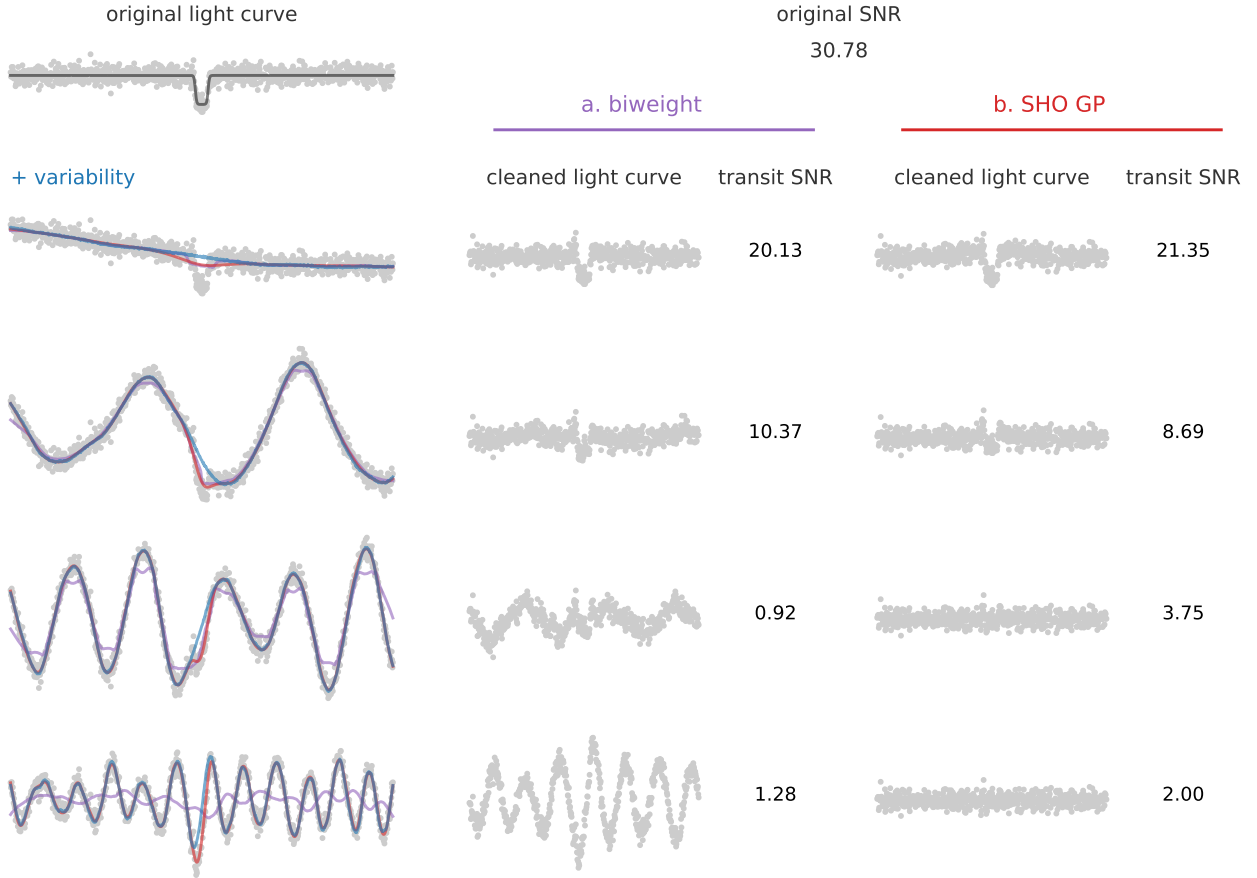 original light curve
original SNR
30.78
a. biweight
b. SHO GP
+ variability
cleaned light curve
transit SNR
cleaned light curve
transit SNR
20.13
21.35
10.37
8.69
0.92
3.75
1.28
2.00